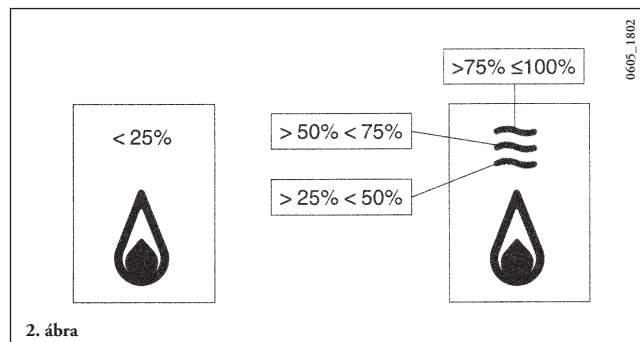 0605_1802
>75% ≤100%
< 25%
> 50% < 75%
> 25% < 50%
2. ábra